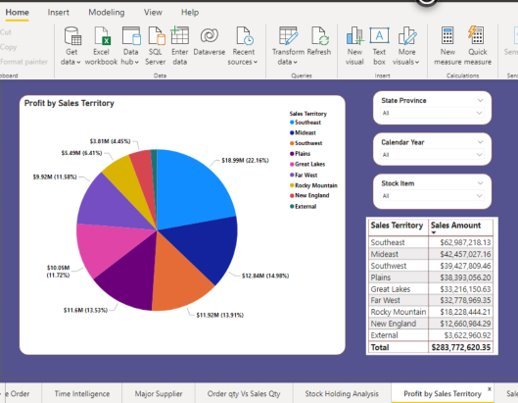 Home Insert Modeling View Help
Cut
Copy
Format painter
Get data
Excel workbook
Data hub
SQL Server
Enter data
Dataverse
Recent sources
Transform data
Refresh
New visual
Text box
More visuals
New measure
Quick measure
Data
Queries
Insert
Calculations
Profit by Sales Territory
Sales Territory
Southeast
Mideast
Southwest
Plains
Great Lakes
Far West
Rocky Mountain
New England
External
$3.81M (4.45%)
$5.49M (6.41%)
$9.92M (11.58%)
$10.05M
(11.72%)
$11.6M (13.53%)
$11.92M (13.91%)
$12.84M (14.98%)
$18.99M (22.16%)
State Province
All
Calendar Year
All
Stock Item
All
Sales Territory Sales Amount
Southeast $62,987,218.13
Mideast $42,457,027.16
Southwest $39,427,809.46
Plains $38,393,056.20
Great Lakes $33,216,150.63
Far West $32,778,969.35
Rocky Mountain $18,228,444.21
New England $12,660,984.29
External $3,622,960.92
Total $283,772,620.35
e Order Time Intelligence Major Supplier Order qty Vs Sales Qty Stock Holding Analysis Profit by Sales Territory